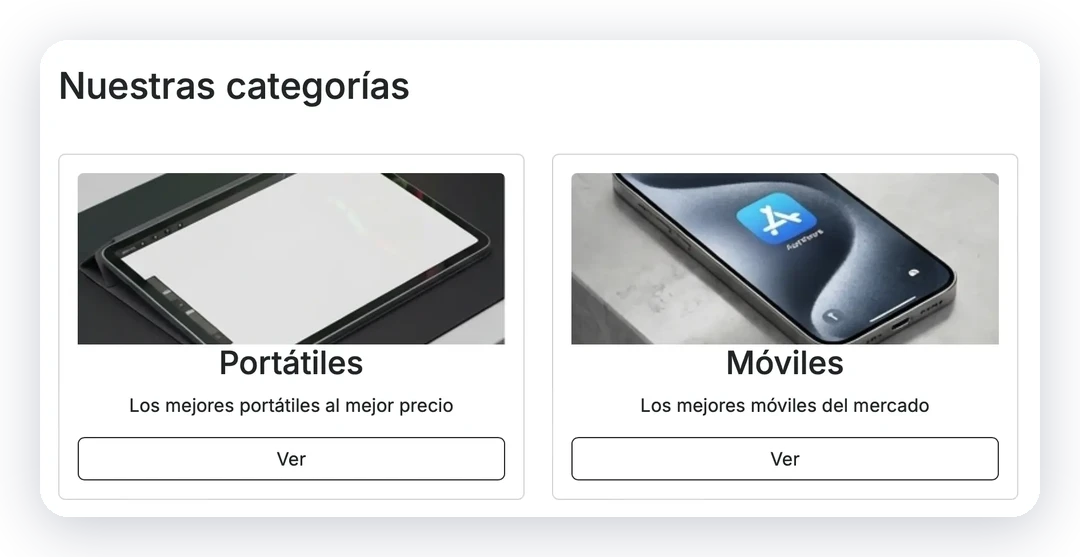 Nuestras categorías
Portátiles
Los mejores portátiles al mejor precio
Ver
Móviles
Los mejores móviles del mercado
Ver